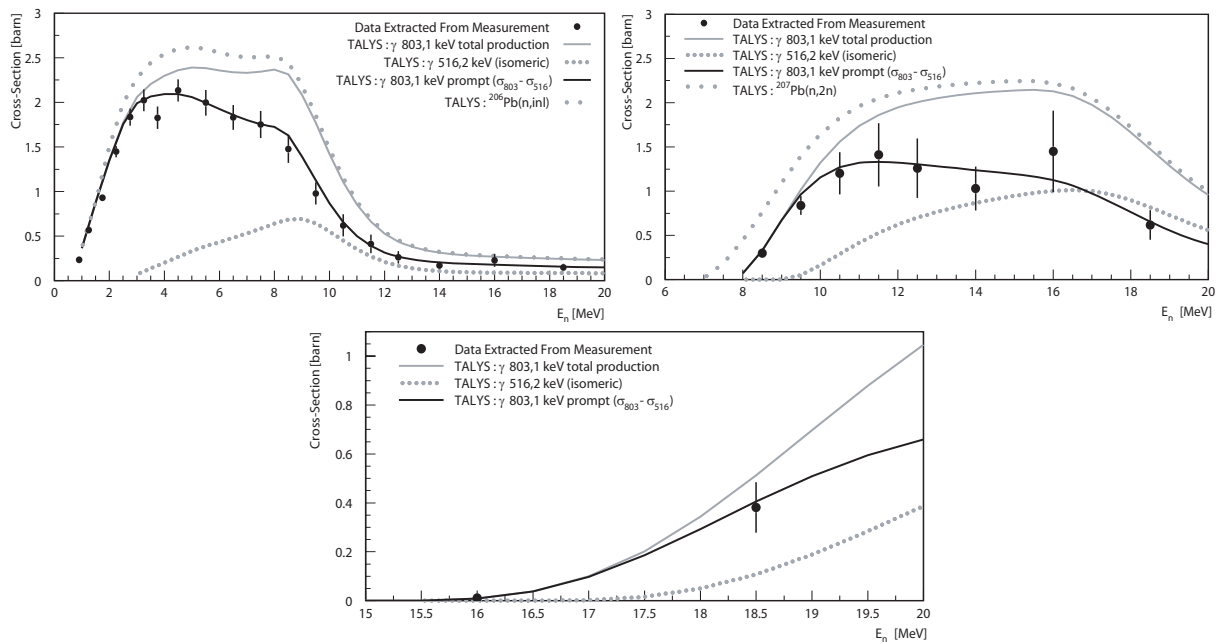 Cross-Section [barn]
3
2.5
2
1.5
1
0.5
0
Data Extracted From Measurement
TALYS : γ 803,1 keV total production
TALYS : γ 516,2 keV (isomeric)
TALYS : γ 803,1 keV prompt (σ803- σ516)
TALYS : 206Pb(n,inl)
0 2 4 6 8 10 12 14 16 18 20
En [MeV]
Cross-Section [barn]
3
2.5
2
1.5
1
0.5
0
Data Extracted From Measurement
TALYS : γ 803,1 keV total production
TALYS : γ 516,2 keV (isomeric)
TALYS : γ 803,1 keV prompt (σ803- σ516)
TALYS : 207Pb(n,2n)
6 8 10 12 14 16 18 20
En [MeV]
Cross-Section [barn]
1
0.8
0.6
0.4
0.2
0
Data Extracted From Measurement
TALYS : γ 803,1 keV total production
TALYS : γ 516,2 keV (isomeric)
TALYS : γ 803,1 keV prompt (σ803- σ516)
15 15.5 16 16.5 17 17.5 18 18.5 19 19.5 20
En [MeV]